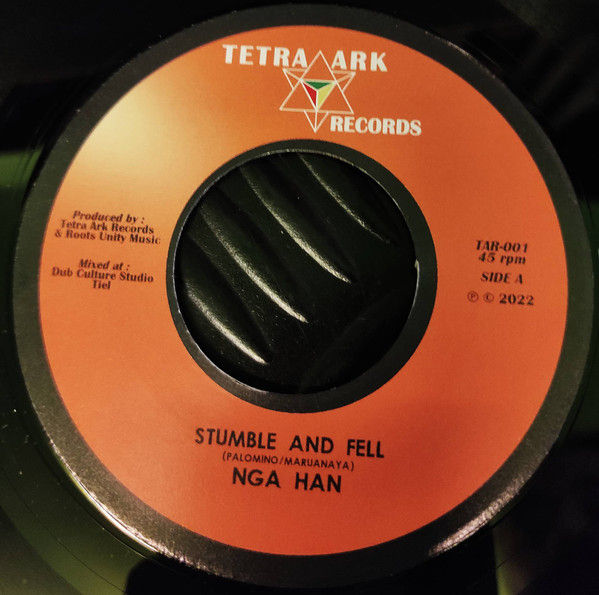 TETRA ARK
RECORDS
Produced by :
Tetra Ark Records
& Roots Unity Music
Mixed at :
Dub Culture Studio
Tiel
TAR-001
45 rpm
SIDE A
℗ © 2022
STUMBLE AND FELL
(PALOMINO/MARUANAYA)
NGA HAN